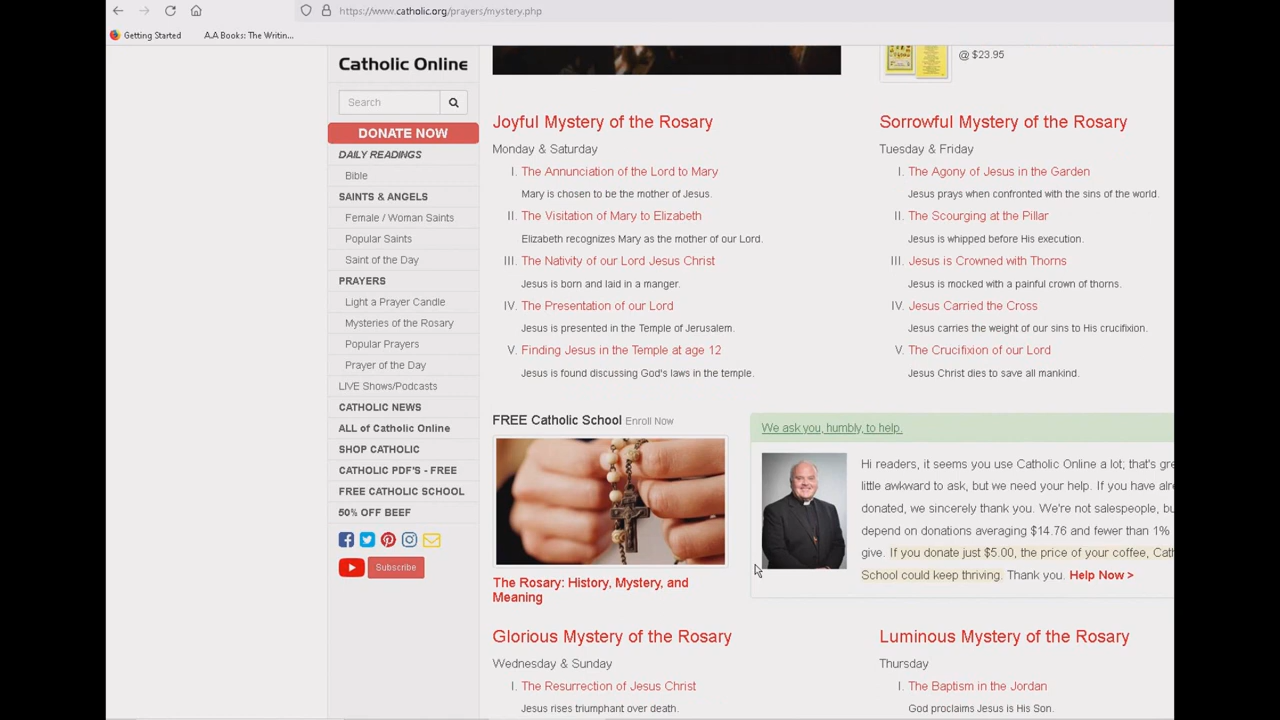 https://www.catholic.org/prayers/mystery.php
Getting Started
A.A Books: The Writin...
Catholic Online
Search
DONATE NOW
DAILY READINGS
Bible
SAINTS & ANGELS
Female / Woman Saints
Popular Saints
Saint of the Day
PRAYERS
Light a Prayer Candle
Mysteries of the Rosary
Popular Prayers
Prayer of the Day
LIVE Shows/Podcasts
CATHOLIC NEWS
ALL of Catholic Online
SHOP CATHOLIC
CATHOLIC PDF'S - FREE
FREE CATHOLIC SCHOOL
50% OFF BEEF
Subscribe
@ $23.95
Joyful Mystery of the Rosary
Monday & Saturday
I. The Annunciation of the Lord to Mary
Mary is chosen to be the mother of Jesus.
II. The Visitation of Mary to Elizabeth
Elizabeth recognizes Mary as the mother of our Lord.
III. The Nativity of our Lord Jesus Christ
Jesus is born and laid in a manger.
IV. The Presentation of our Lord
Jesus is presented in the Temple of Jerusalem.
V. Finding Jesus in the Temple at age 12
Jesus is found discussing God's laws in the temple.
Sorrowful Mystery of the Rosary
Tuesday & Friday
I. The Agony of Jesus in the Garden
Jesus prays when confronted with the sins of the world.
II. The Scourging at the Pillar
Jesus is whipped before His execution.
III. Jesus is Crowned with Thorns
Jesus is mocked with a painful crown of thorns.
IV. Jesus Carried the Cross
Jesus carries the weight of our sins to His crucifixion.
V. The Crucifixion of our Lord
Jesus Christ dies to save all mankind.
FREE Catholic School Enroll Now
The Rosary: History, Mystery, and
Meaning
We ask you, humbly, to help.
Hi readers, it seems you use Catholic Online a lot; that's gre
little awkward to ask, but we need your help. If you have alr
donated, we sincerely thank you. We're not salespeople, bu
depend on donations averaging $14.76 and fewer than 1%
give. If you donate just $5.00, the price of your coffee, Cat
School could keep thriving. Thank you. Help Now >
Glorious Mystery of the Rosary
Wednesday & Sunday
I. The Resurrection of Jesus Christ
Jesus rises triumphant over death.
Luminous Mystery of the Rosary
Thursday
I. The Baptism in the Jordan
God proclaims Jesus is His Son.